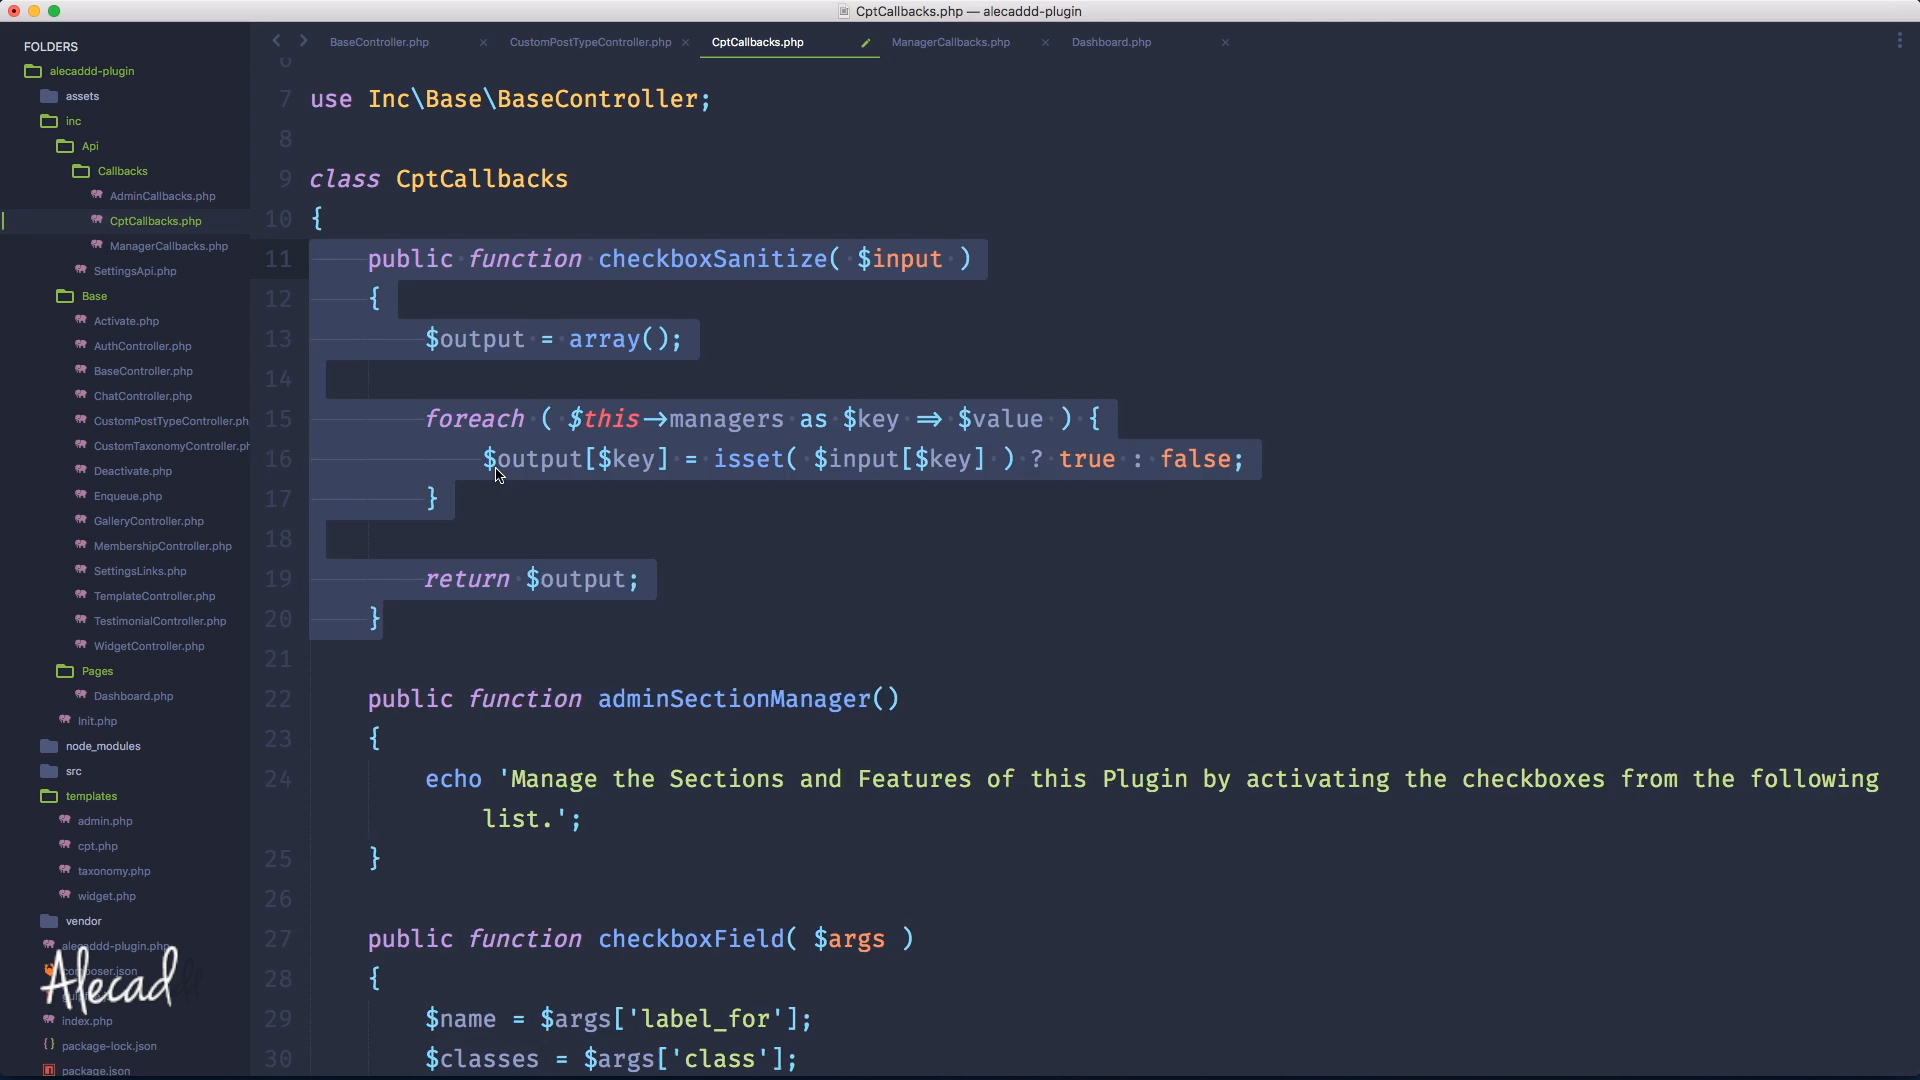 CptCallbacks.php — alecaddd-plugin
FOLDERS
alecaddd-plugin
assets
inc
Api
Callbacks
AdminCallbacks.php
CptCallbacks.php
ManagerCallbacks.php
SettingsApi.php
Base
Activate.php
AuthController.php
BaseController.php
ChatController.php
CustomPostTypeController.ph
CustomTaxonomyController.ph
Deactivate.php
Enqueue.php
GalleryController.php
MembershipController.php
SettingsLinks.php
TemplateController.php
TestimonialController.php
WidgetController.php
Pages
Dashboard.php
Init.php
node_modules
src
templates
admin.php
cpt.php
taxonomy.php
widget.php
vendor
alecaddd-plugin.php
composer.json
index.php
package-lock.json
package.json
Alecad
BaseController.php
CustomPostTypeController.php
CptCallbacks.php
ManagerCallbacks.php
Dashboard.php
6
7 use Inc\Base\BaseController;
8
9 class CptCallbacks
10 {
11 public function checkboxSanitize( $input )
12 {
13 $output = array();
14
15 foreach ( $this->managers as $key => $value ) {
16 $output[$key] = isset( $input[$key] ) ? true : false;
17 }
18
19 return $output;
20 }
21
22 public function adminSectionManager()
23 {
24 echo 'Manage the Sections and Features of this Plugin by activating the checkboxes from the following
list.';
25 }
26
27 public function checkboxField( $args )
28 {
29 $name = $args['label_for'];
30 $classes = $args['class'];